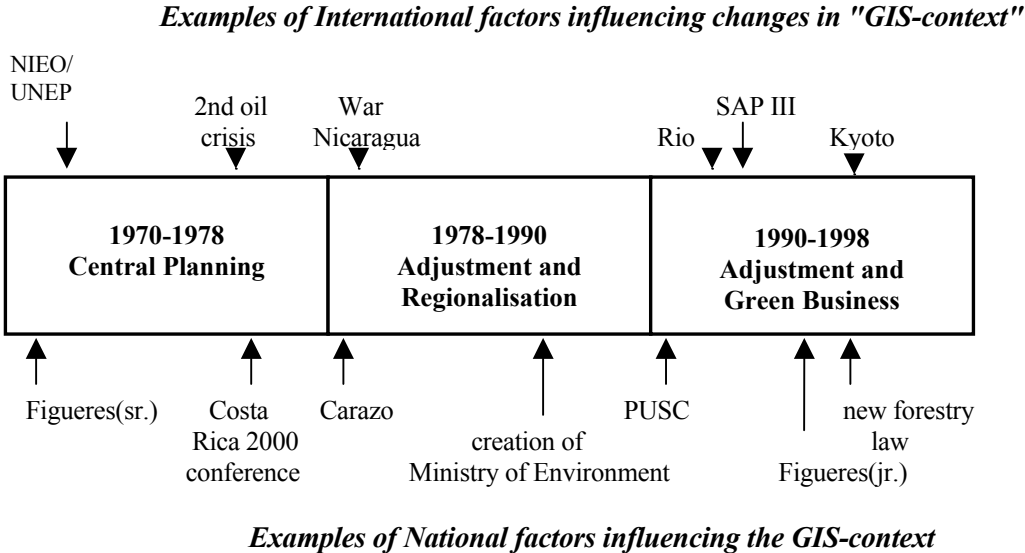 Examples of International factors influencing changes in "GIS-context"
NIEO/
UNEP
2nd oil
crisis
War
Nicaragua
Rio
SAP III
Kyoto
1970-1978
Central Planning
1978-1990
Adjustment and
Regionalisation
1990-1998
Adjustment and
Green Business
Figueres(sr.)
Costa
Rica 2000
conference
Carazo
creation of
Ministry of Environment
PUSC
Figueres(jr.)
new forestry
law
Examples of National factors influencing the GIS-context